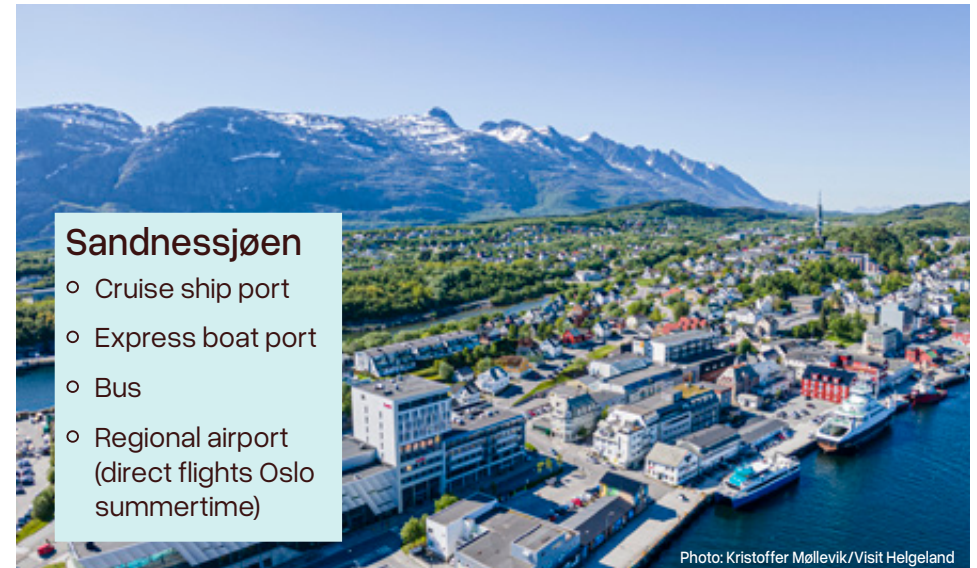 Sandnessjøen
Cruise ship port
Express boat port
Bus
Regional airport
(direct flights Oslo
summertime)
Photo: Kristoffer Møllevik/Visit Helgeland